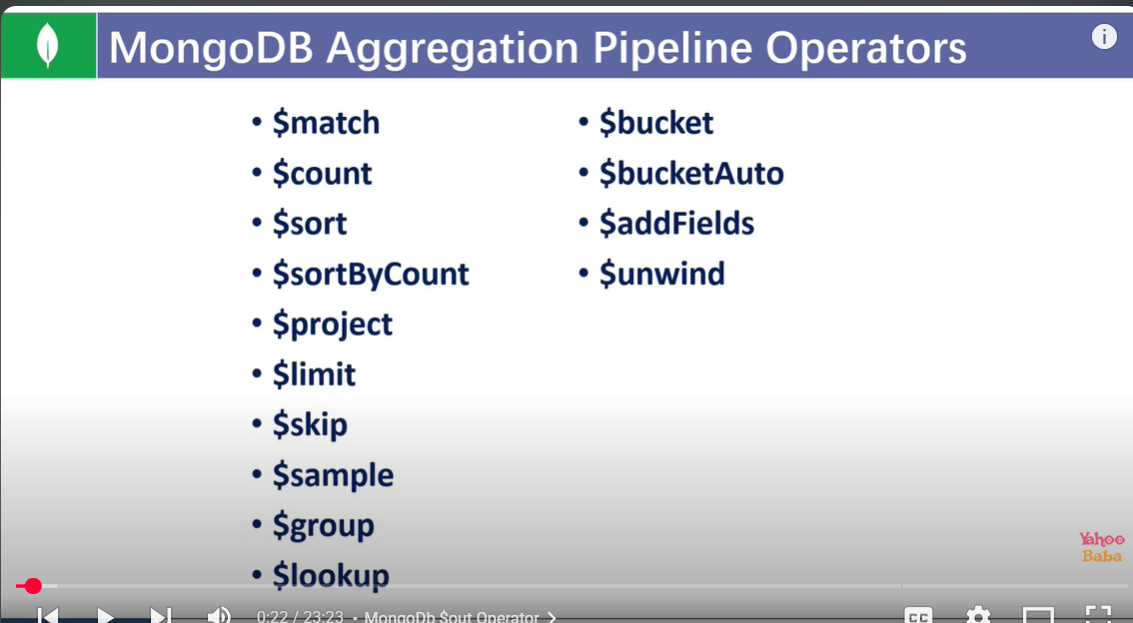 MongoDB Aggregation Pipeline Operators
i
• $match
• $count
• $sort
• $sortByCount
• $project
• $limit
• $skip
• $sample
• $group
• $lookup
• $bucket
• $bucketAuto
• $addFields
• $unwind
Yahoo
Baba
0:22 / 23:23 • MongoDb $out Operator
CC